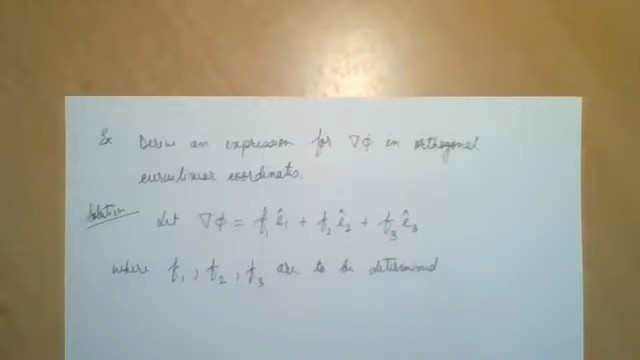 Ex Derive an expression for ∇ϕ in orthogonal
curvilinear coordinates.
Solution Let ∇ϕ = f₁ ê₁ + f₂ ê₂ + f₃ ê₃
where f₁, f₂, f₃ are to be determined